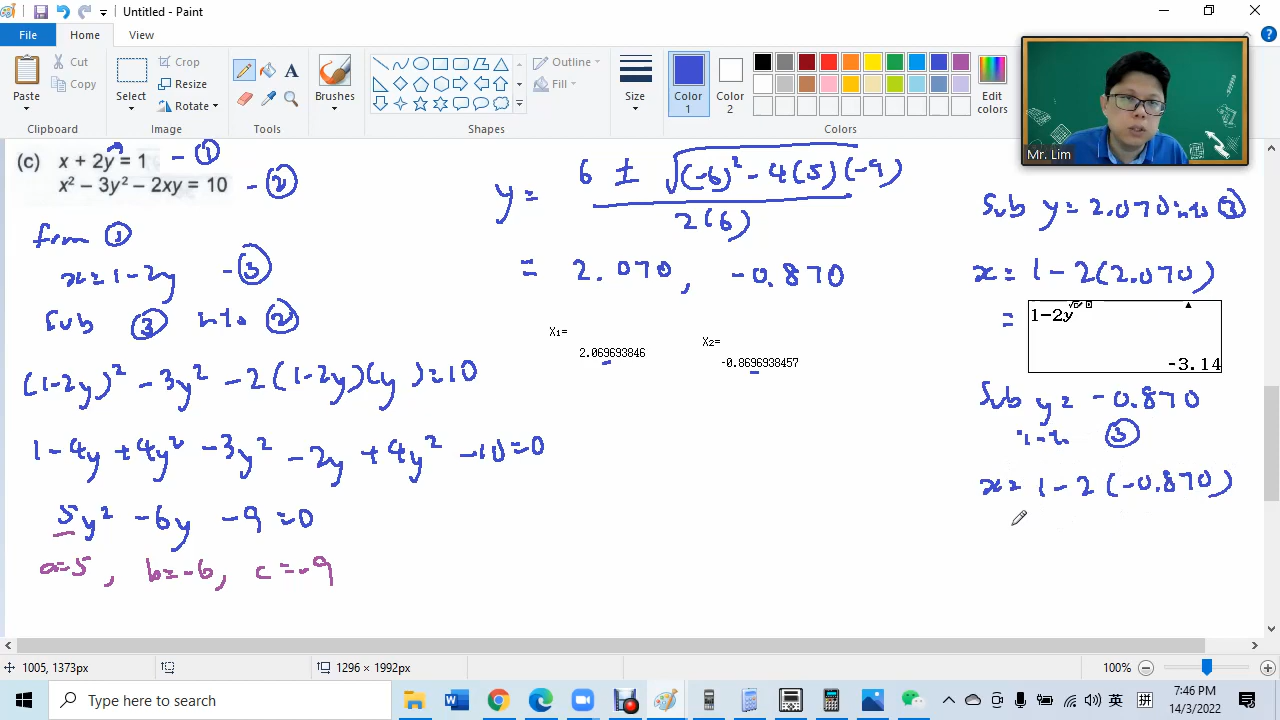 Untitled - Paint
File Home View
Paste Cut Copy Clipboard
Select Crop Resize Rotate Image
Tools
Brushes
Outline Fill Shapes
Size
Color 1 Color 2 Edit colors Colors
Mr. Lim
(c) x + 2y = 1 - ①
x² − 3y² − 2xy = 10 - ②
from ①
x = 1-2y - ③
Sub ③ into ②
(1-2y)² - 3y² - 2(1-2y)(y) = 10
1 - 4y + 4y² - 3y² - 2y + 4y² - 10 = 0
5y² - 6y - 9 = 0
a=5, b=-6, c=-9
y = 6 ± √(-6)² - 4(5)(-9)
2(6)
= 2.070, -0.870
X₁=
2.069693846
X₂=
-0.8696938457
Sub y = 2.070 into ③
x = 1 - 2(2.070)
=
1-2y
-3.14
Sub y = -0.870
into ③
x = 1 - 2(-0.870)
1005, 1373px
1296 × 1992px
100%
Type here to search
英 拼
7:46 PM
14/3/2022